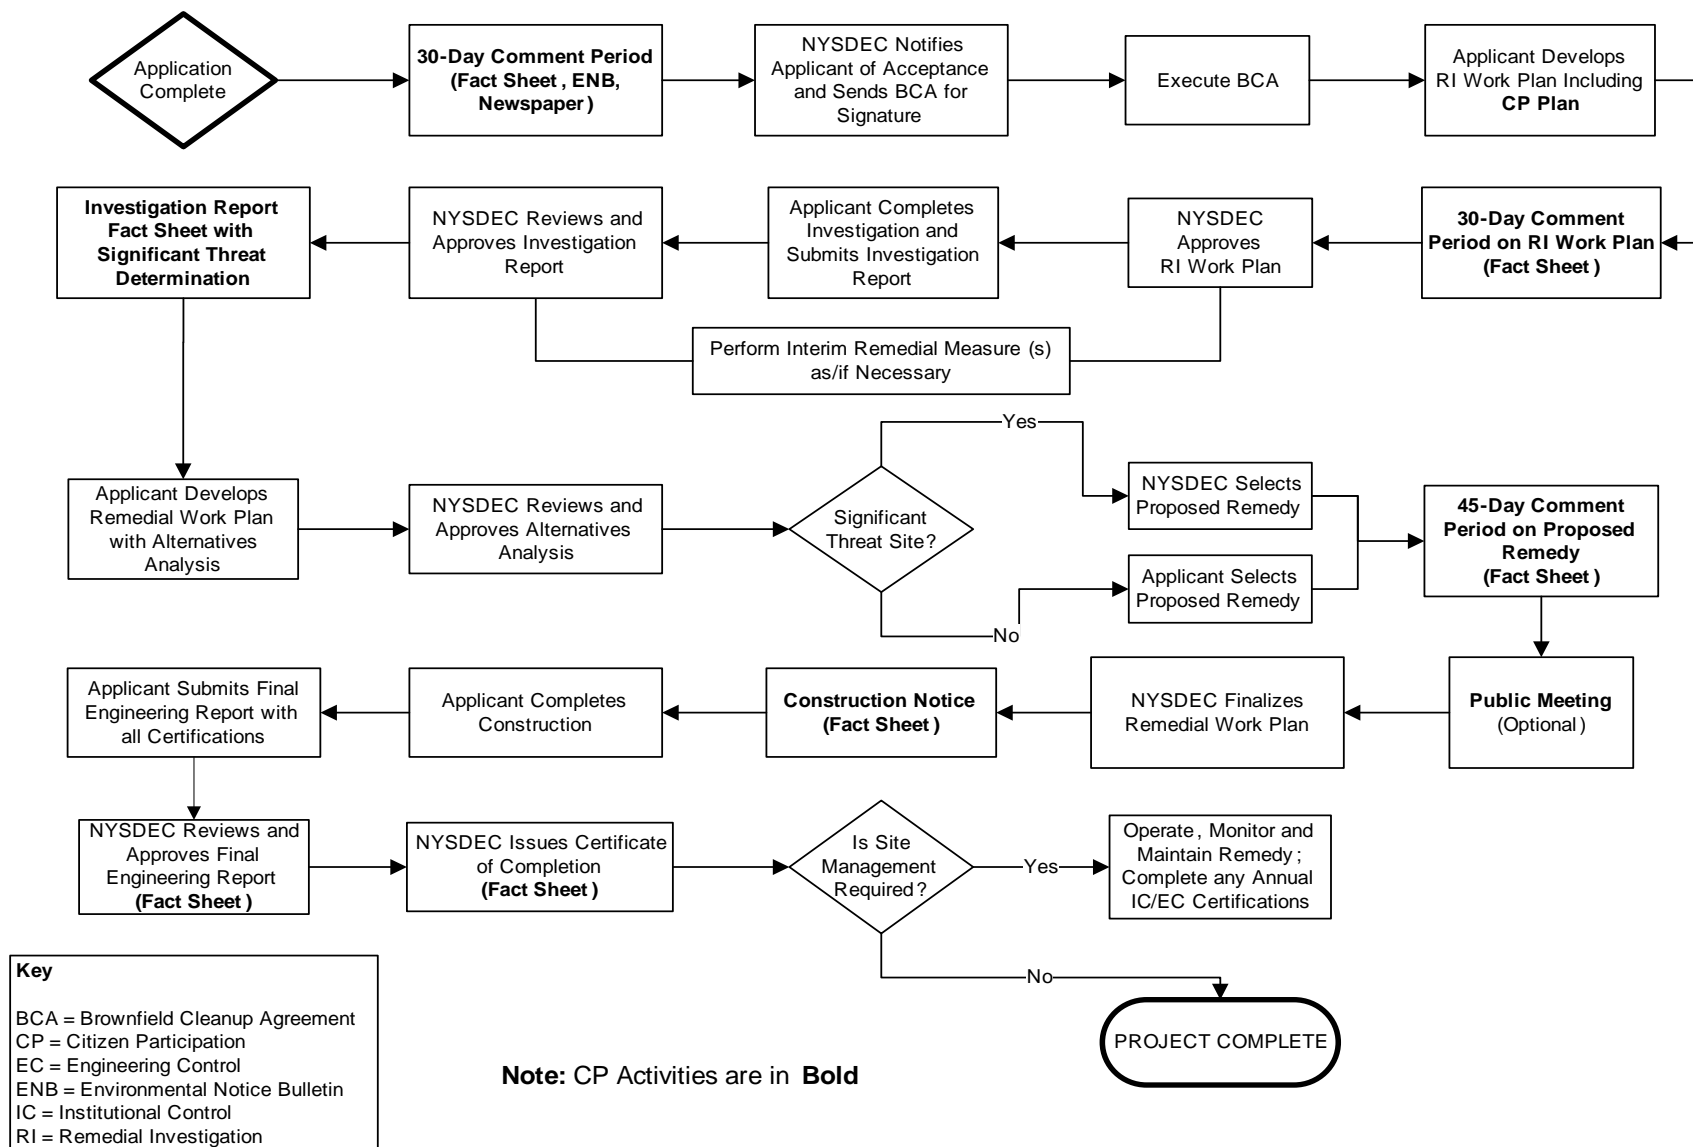 Application
Complete
30-Day Comment Period
(Fact Sheet , ENB,
Newspaper )
NYSDEC Notifies
Applicant of Acceptance
and Sends BCA for
Signature
Execute BCA
Applicant Develops
RI Work Plan Including
CP Plan
Investigation Report
Fact Sheet with
Significant Threat
Determination
NYSDEC Reviews and
Approves Investigation
Report
Applicant Completes
Investigation and
Submits Investigation
Report
NYSDEC
Approves
RI Work Plan
30-Day Comment
Period on RI Work Plan
(Fact Sheet )
Perform Interim Remedial Measure (s)
as/if Necessary
Applicant Develops
Remedial Work Plan
with Alternatives
Analysis
NYSDEC Reviews and
Approves Alternatives
Analysis
Significant
Threat Site?
Yes
No
NYSDEC Selects
Proposed Remedy
Applicant Selects
Proposed Remedy
45-Day Comment
Period on Proposed
Remedy
(Fact Sheet )
Applicant Submits Final
Engineering Report with
all Certifications
Applicant Completes
Construction
Construction Notice
(Fact Sheet )
NYSDEC Finalizes
Remedial Work Plan
Public Meeting
(Optional )
NYSDEC Reviews and
Approves Final
Engineering Report
(Fact Sheet )
NYSDEC Issues Certificate
of Completion
(Fact Sheet )
Is Site
Management
Required?
Yes
Operate , Monitor and
Maintain Remedy ;
Complete any Annual
IC/EC Certifications
No
PROJECT COMPLETE
Key
BCA = Brownfield Cleanup Agreement
CP = Citizen Participation
EC = Engineering Control
ENB = Environmental Notice Bulletin
IC = Institutional Control
RI = Remedial Investigation
Note: CP Activities are in Bold